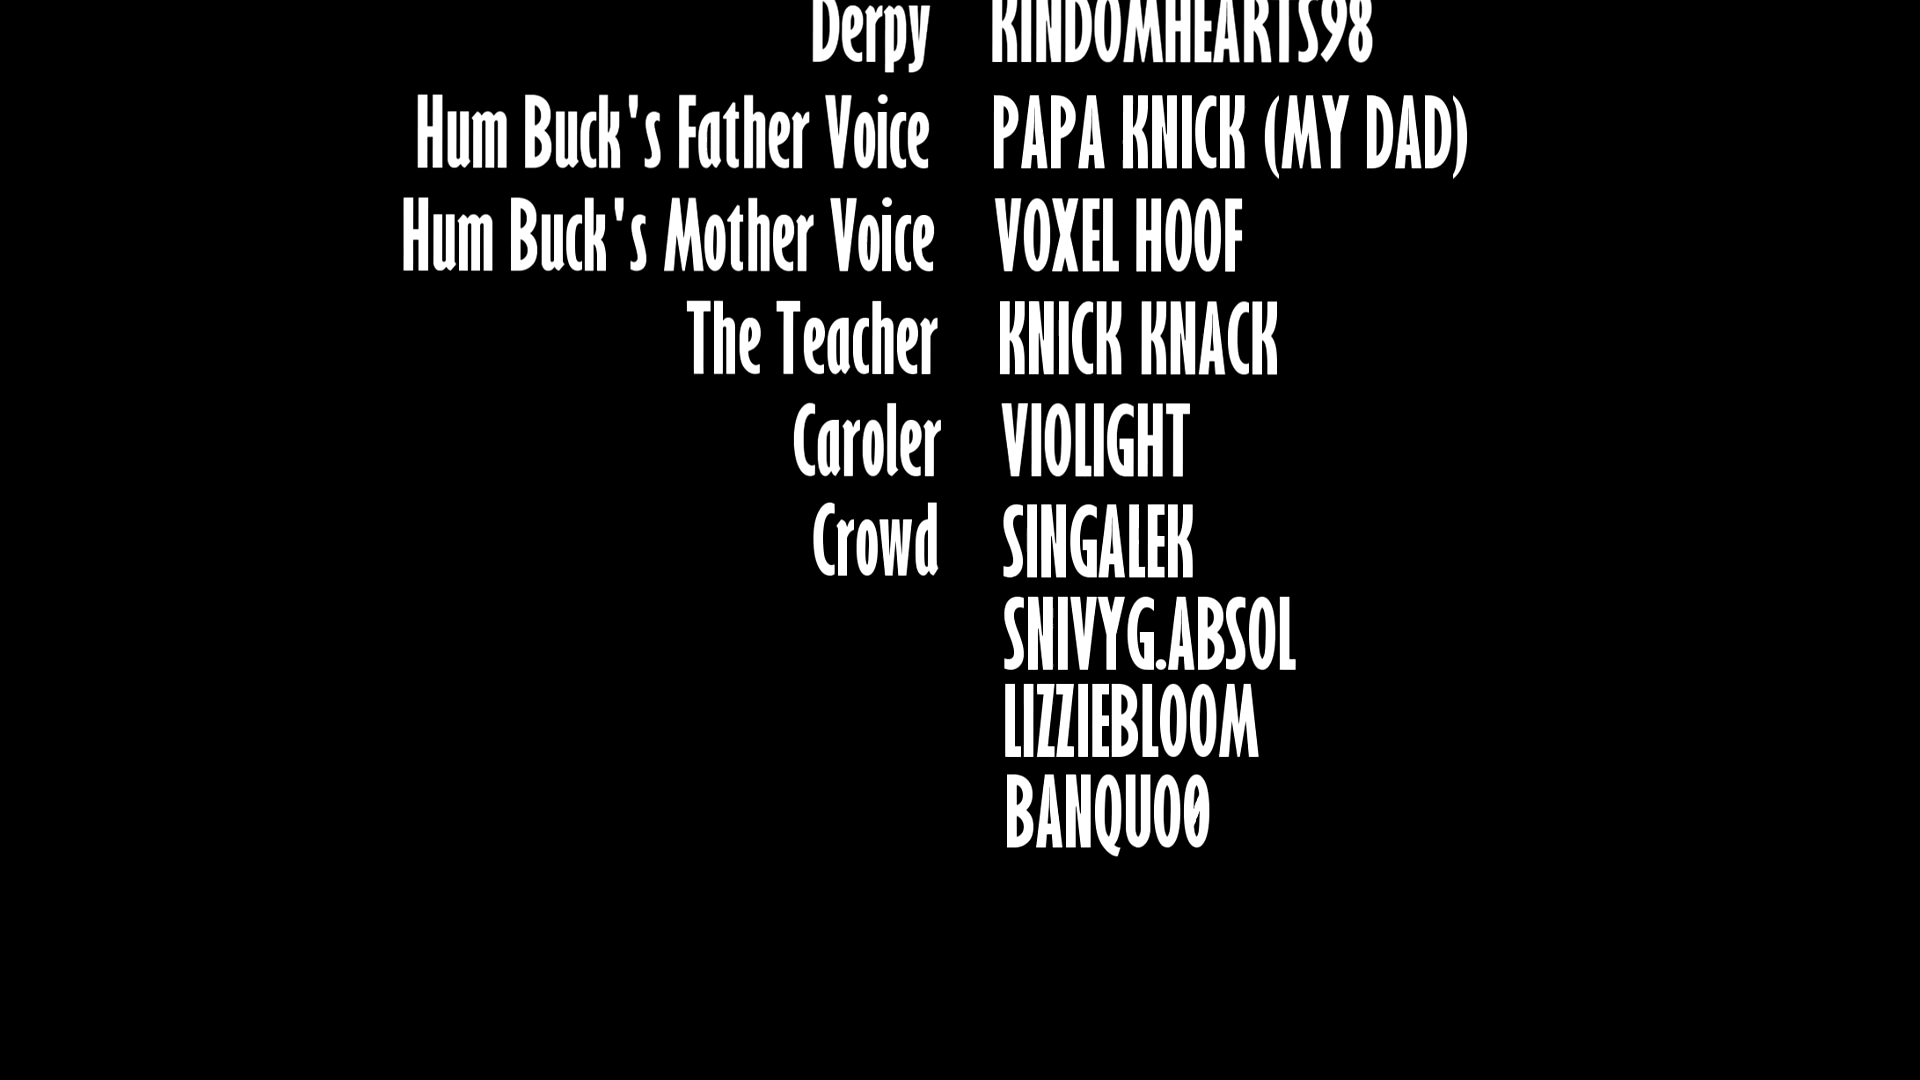 Derpy KINDOMHEARTS98
Hum Buck's Father Voice PAPA KNICK (MY DAD)
Hum Buck's Mother Voice VOXEL HOOF
The Teacher KNICK KNACK
Caroler VIOLIGHT
Crowd SINGALEK
SNIVYG.ABSOL
LIZZIEBLOOM
BANQUO0